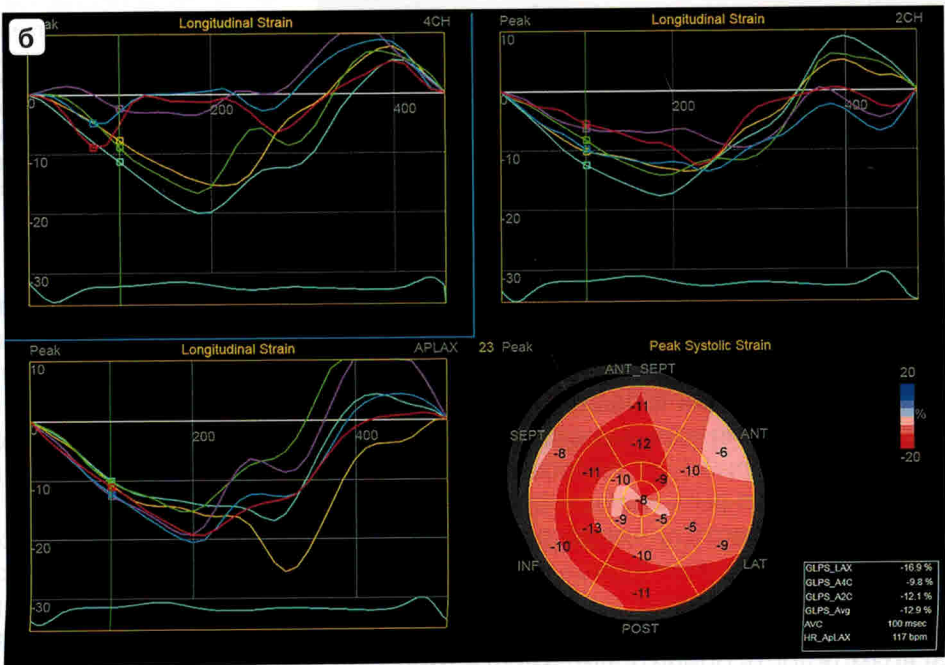 б
Peak Longitudinal Strain 4CH
0 200 400
-10
-20
-30
Peak Longitudinal Strain 2CH
10
0 200 400
-10
-20
-30
Peak Longitudinal Strain APLAX
10
200 400
-10
-20
-30
23 Peak Peak Systolic Strain
ANT_SEPT
20
%
-20
SEPT ANT
-11
-8 -12 -6
-11 -10 -9 -10
-8
-13 -9 -5 -5
-10 -10 -9
-11
INF LAT
POST
GLPS_LAX -16.9 %
GLPS_A4C -9.8 %
GLPS_A2C -12.1 %
GLPS_Avg -12.9 %
AVC 100 msec
HR_ApLAX 117 bpm